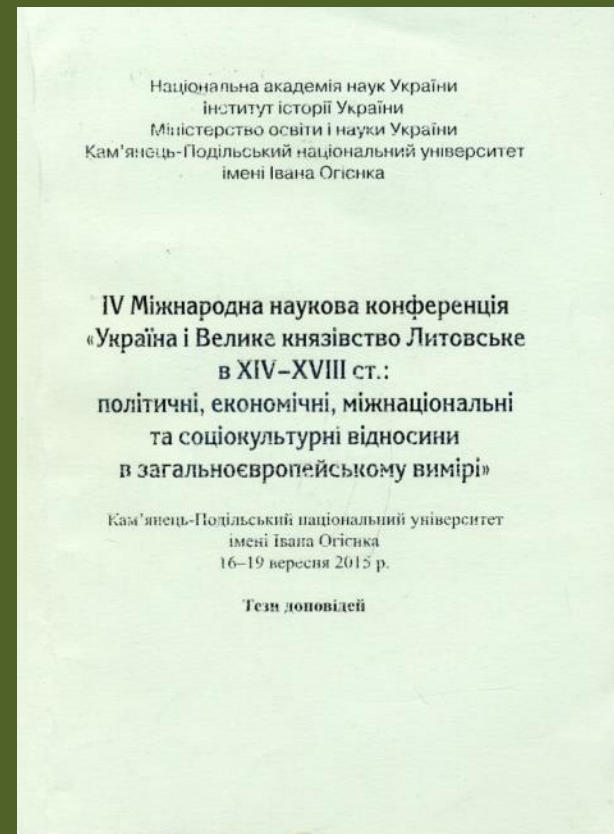 Національна академія наук України
інститут історії України
Міністерство освіти і науки України
Кам'янець-Подільський національний університет
імені Івана Огієнка
IV Міжнародна наукова конференція
«Україна і Велике князівство Литовське
в XIV–XVIII ст.:
політичні, економічні, міжнаціональні
та соціокультурні відносини
в загальноєвропейському вимірі»
Кам'янець-Подільський національний університет
імені Івана Огієнка
16–19 вересня 2015 р.
Тези доповідей